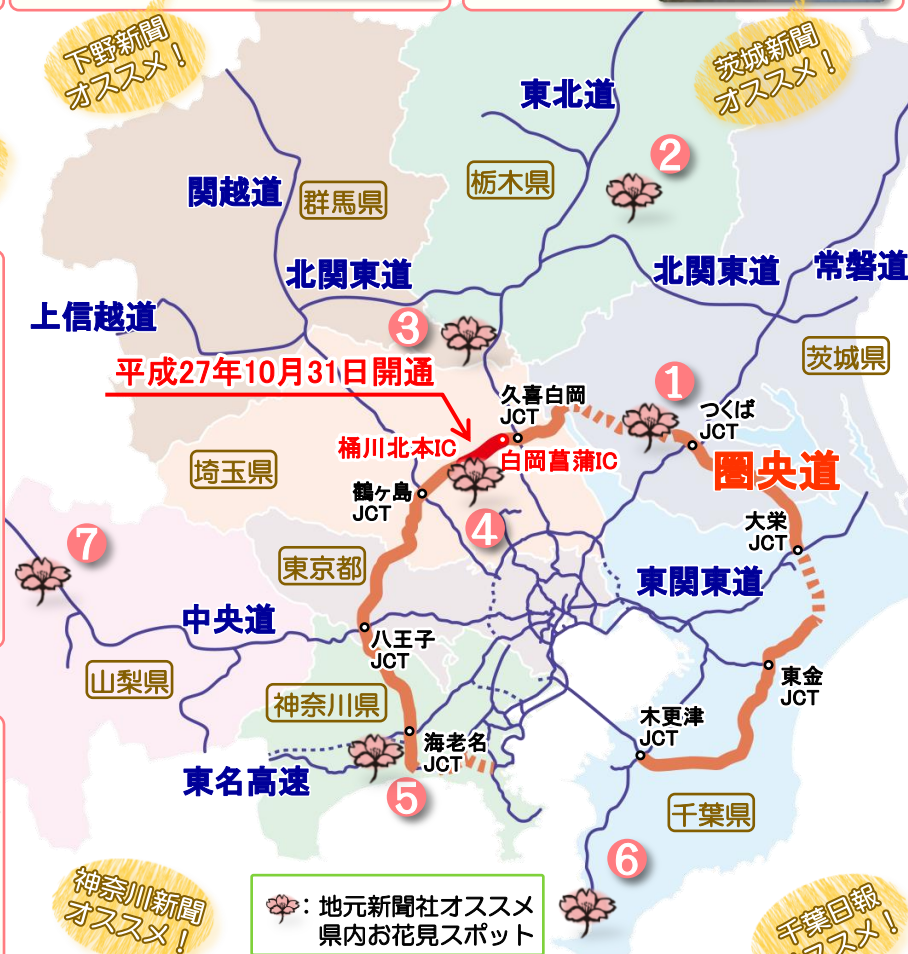 下野新聞
オススメ！
茨城新聞
オススメ！
東北道
②
栃木県
関越道
群馬県
北関東道
北関東道
常磐道
上信越道
③
平成27年10月31日開通
茨城県
①
久喜白岡
JCT
つくば
JCT
桶川北本IC
白岡菖蒲IC
圏央道
埼玉県
鶴ヶ島
JCT
④
大栄
JCT
⑦
東京都
東関東道
中央道
八王子
JCT
山梨県
神奈川県
東金
JCT
木更津
JCT
海老名
JCT
東名高速
⑤
千葉県
⑥
神奈川新聞
オススメ！
：地元新聞社オススメ
県内お花見スポット
千葉日報
オススメ！